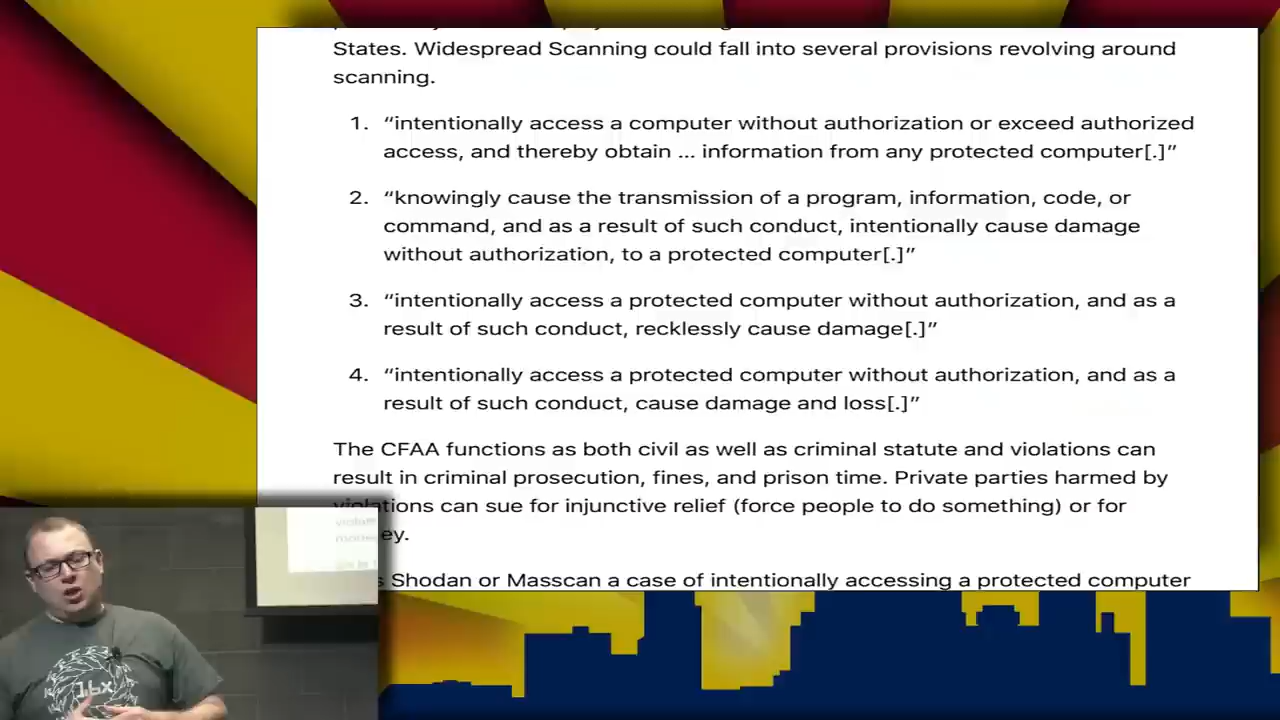 States. Widespread Scanning could fall into several provisions revolving around
scanning.
1. “intentionally access a computer without authorization or exceed authorized
access, and thereby obtain ... information from any protected computer[.]”
2. “knowingly cause the transmission of a program, information, code, or
command, and as a result of such conduct, intentionally cause damage
without authorization, to a protected computer[.]”
3. “intentionally access a protected computer without authorization, and as a
result of such conduct, recklessly cause damage[.]”
4. “intentionally access a protected computer without authorization, and as a
result of such conduct, cause damage and loss[.]”
The CFAA functions as both civil as well as criminal statute and violations can
result in criminal prosecution, fines, and prison time. Private parties harmed by
violations can sue for injunctive relief (force people to do something) or for
Shodan or Masscan a case of intentionally accessing a protected computer